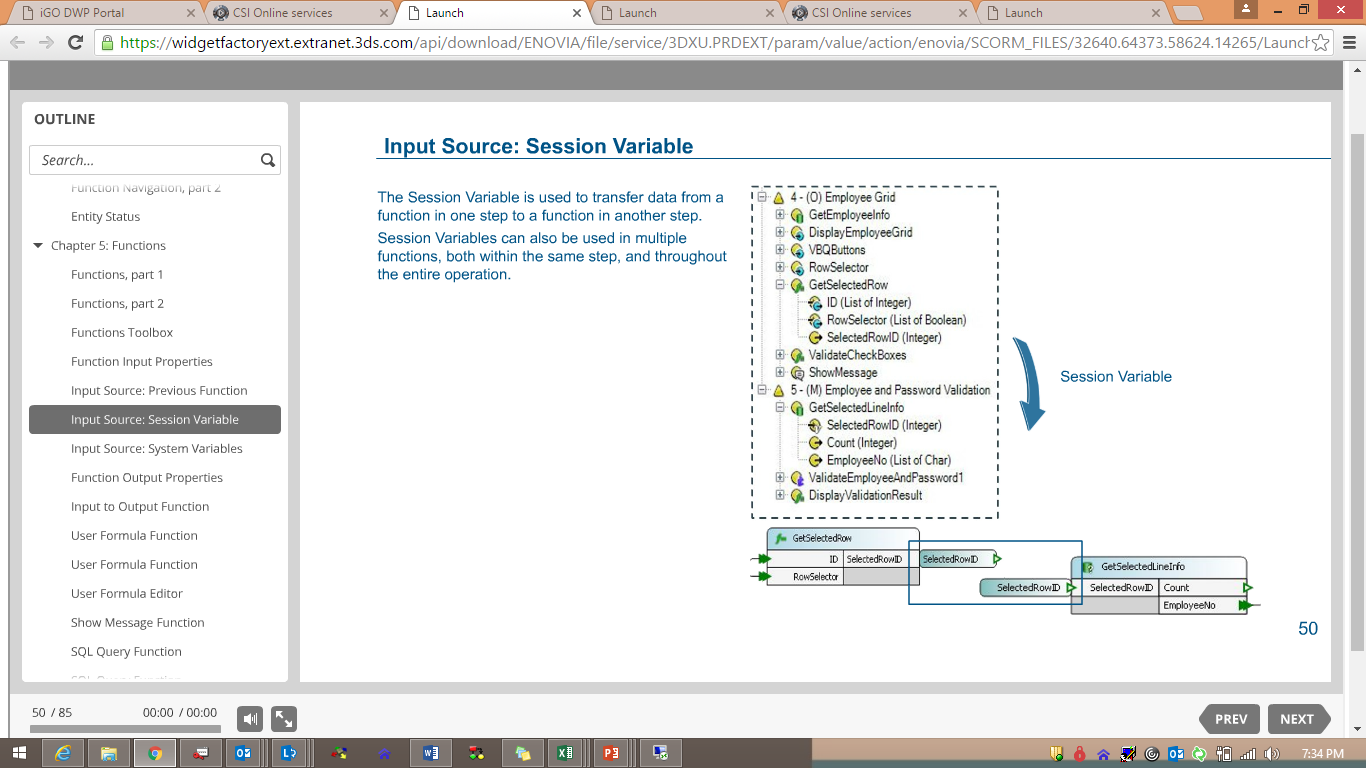 iGO DWP Portal
CSI Online services
Launch
Launch
CSI Online services
Launch
https://widgetfactoryext.extranet.3ds.com/api/download/ENOVIA/file/service/3DXU.PRDEXT/param/value/action/enovia/SCORM_FILES/32640.64373.58624.14265/Launch
OUTLINE
Search...
Function Navigation, part 2
Entity Status
Chapter 5: Functions
Functions, part 1
Functions, part 2
Functions Toolbox
Function Input Properties
Input Source: Previous Function
Input Source: Session Variable
Input Source: System Variables
Function Output Properties
Input to Output Function
User Formula Function
User Formula Function
User Formula Editor
Show Message Function
SQL Query Function
SQL Query Function
50 / 85
00:00 / 00:00
Input Source: Session Variable
The Session Variable is used to transfer data from a
function in one step to a function in another step.
Session Variables can also be used in multiple
functions, both within the same step, and throughout
the entire operation.
4 - (O) Employee Grid
GetEmployeeInfo
DisplayEmployeeGrid
VBQButtons
RowSelector
GetSelectedRow
ID (List of Integer)
RowSelector (List of Boolean)
SelectedRowID (Integer)
ValidateCheckBoxes
ShowMessage
5 - (M) Employee and Password Validation
GetSelectedLineInfo
SelectedRowID (Integer)
Count (Integer)
EmployeeNo (List of Char)
ValidateEmployeeAndPassword1
DisplayValidationResult
Session Variable
GetSelectedRow
ID SelectedRowID SelectedRowID
RowSelector
GetSelectedLineInfo
SelectedRowID SelectedRowID Count
EmployeeNo
50
PREV
NEXT
7:34 PM